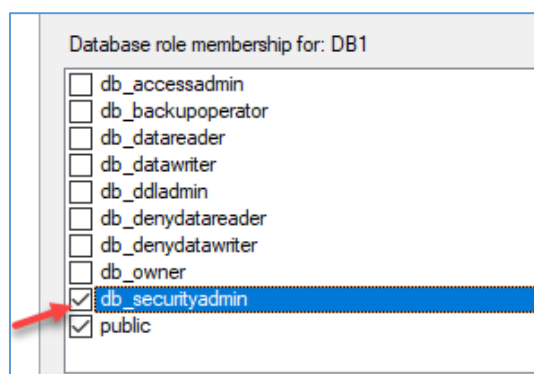 Database role membership for: DB1
db_accessadmin
db_backupoperator
db_datareader
db_datawriter
db_ddladmin
db_denydatareader
db_denydatawriter
db_owner
db_securityadmin
public